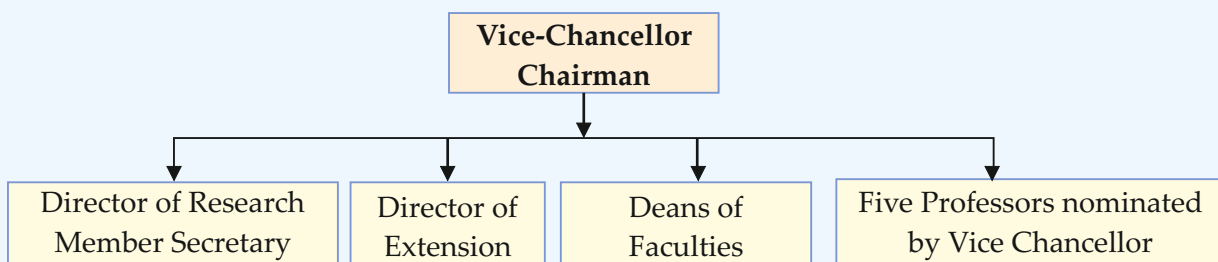 Vice-Chancellor
Chairman
Director of Research
Member Secretary
Director of
Extension
Deans of
Faculties
Five Professors nominated
by Vice Chancellor